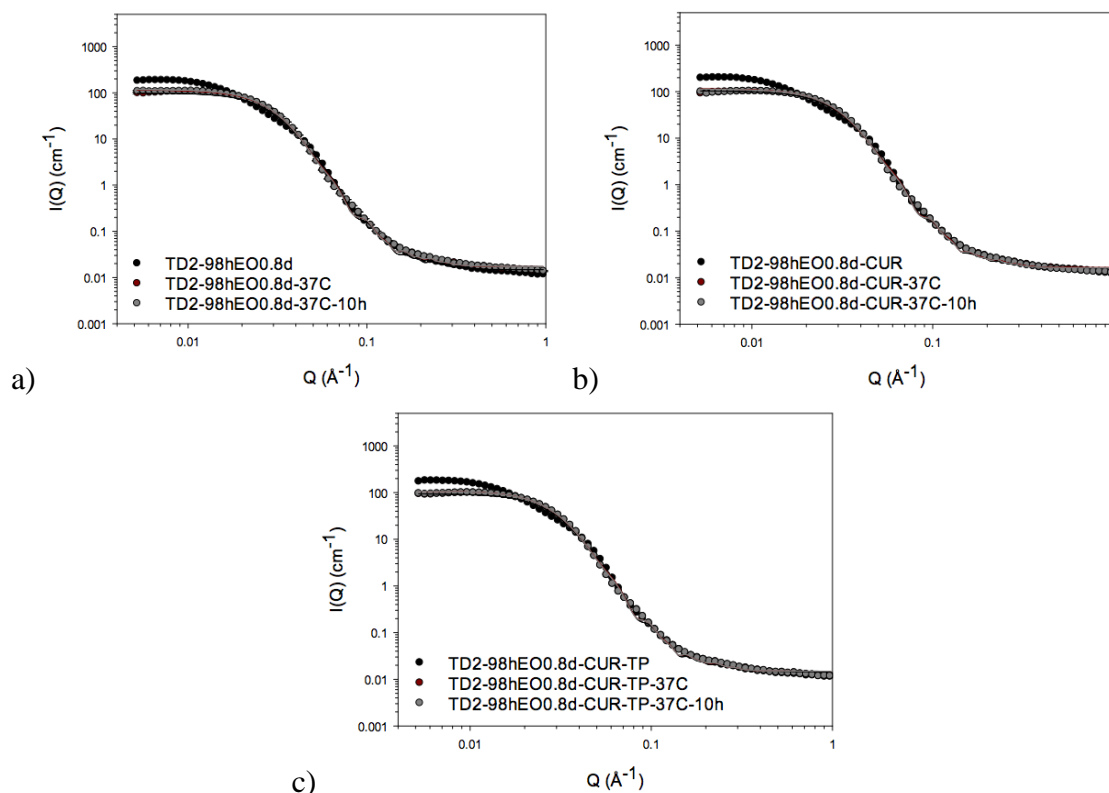 1000
100
10
1
0.1
0.01
0.001
I(Q) (cm⁻¹)
TD2-98hEO0.8d
TD2-98hEO0.8d-37C
TD2-98hEO0.8d-37C-10h
0.01 0.1 1
Q (Å⁻¹)
a)
1000
100
10
1
0.1
0.01
0.001
I(Q) (cm⁻¹)
TD2-98hEO0.8d-CUR
TD2-98hEO0.8d-CUR-37C
TD2-98hEO0.8d-CUR-37C-10h
0.01 0.1
Q (Å⁻¹)
b)
1000
100
10
1
0.1
0.01
0.001
I(Q) (cm⁻¹)
TD2-98hEO0.8d-CUR-TP
TD2-98hEO0.8d-CUR-TP-37C
TD2-98hEO0.8d-CUR-TP-37C-10h
0.01 0.1 1
Q (Å⁻¹)
c)